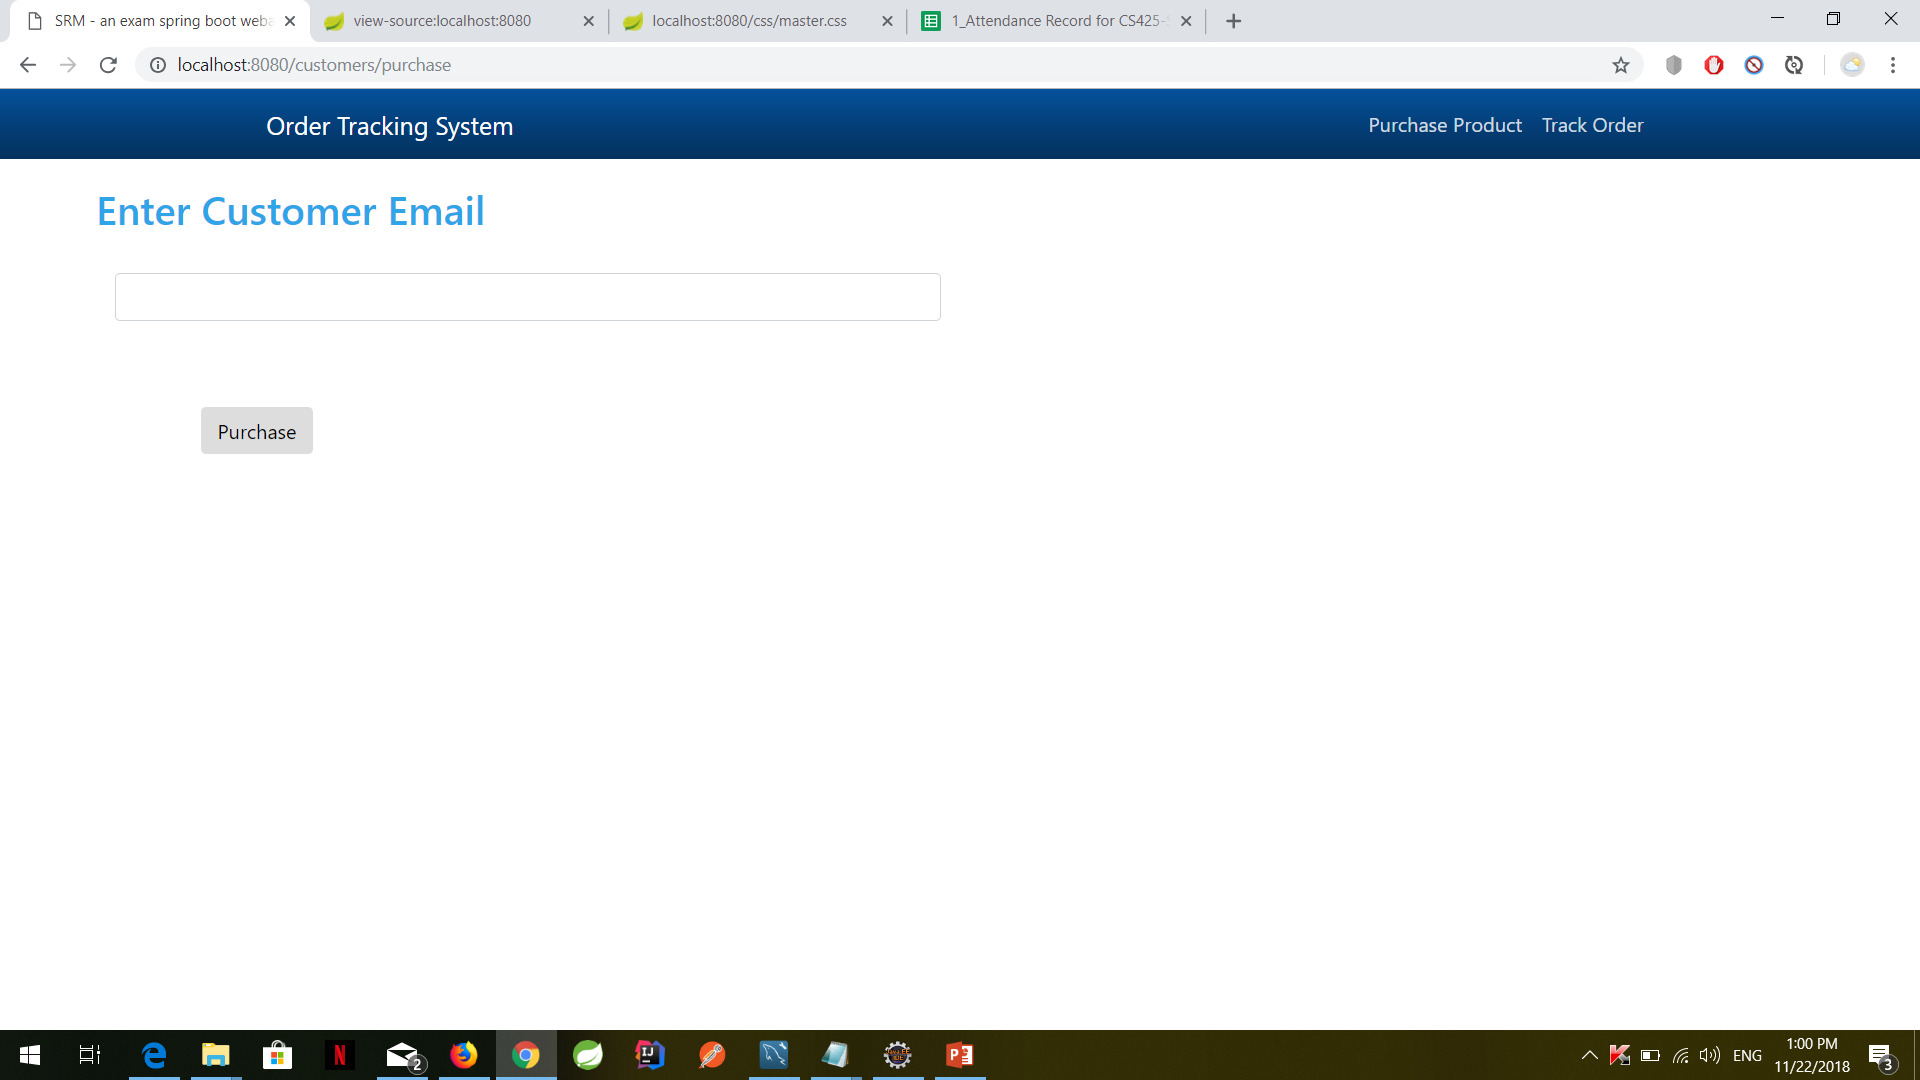 SRM - an exam spring boot weba
view-source:localhost:8080
localhost:8080/css/master.css
1_Attendance Record for CS425-
localhost:8080/customers/purchase
Order Tracking System
Purchase Product
Track Order
Enter Customer Email
Purchase
2
ENG
1:00 PM
11/22/2018
3